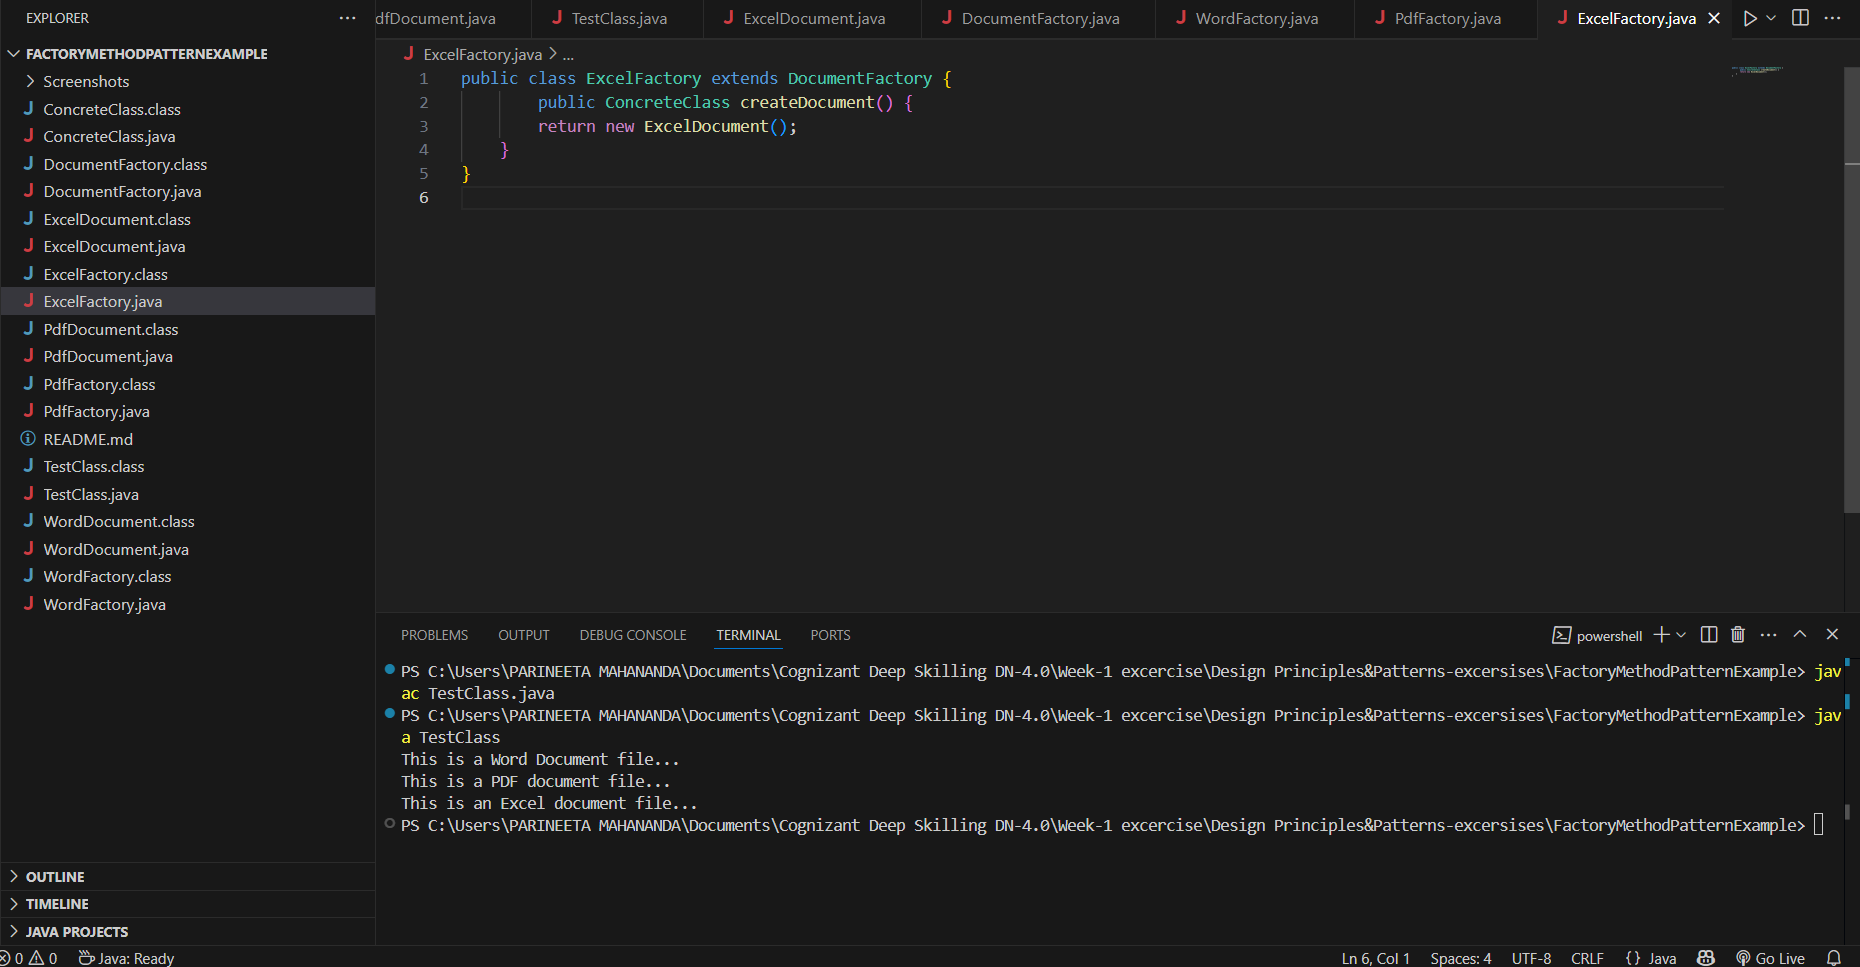 EXPLORER
FACTORYMETHODPATTERNEXAMPLE
Screenshots
ConcreteClass.class
ConcreteClass.java
DocumentFactory.class
DocumentFactory.java
ExcelDocument.class
ExcelDocument.java
ExcelFactory.class
ExcelFactory.java
PdfDocument.class
PdfDocument.java
PdfFactory.class
PdfFactory.java
README.md
TestClass.class
TestClass.java
WordDocument.class
WordDocument.java
WordFactory.class
WordFactory.java
OUTLINE
TIMELINE
JAVA PROJECTS
dfDocument.java TestClass.java ExcelDocument.java DocumentFactory.java WordFactory.java PdfFactory.java ExcelFactory.java
ExcelFactory.java > ...
1 public class ExcelFactory extends DocumentFactory {
2 public ConcreteClass createDocument() {
3 return new ExcelDocument();
4 }
5 }
6
PROBLEMS OUTPUT DEBUG CONSOLE TERMINAL PORTS powershell
PS C:\Users\PARINEETA MAHANANDA\Documents\Cognizant Deep Skilling DN-4.0\Week-1 excercise\Design Principles&Patterns-excersises\FactoryMethodPatternExample> jav
ac TestClass.java
PS C:\Users\PARINEETA MAHANANDA\Documents\Cognizant Deep Skilling DN-4.0\Week-1 excercise\Design Principles&Patterns-excersises\FactoryMethodPatternExample> jav
a TestClass
This is a Word Document file...
This is a PDF document file...
This is an Excel document file...
PS C:\Users\PARINEETA MAHANANDA\Documents\Cognizant Deep Skilling DN-4.0\Week-1 excercise\Design Principles&Patterns-excersises\FactoryMethodPatternExample>
0 0 Java: Ready Ln 6, Col 1 Spaces: 4 UTF-8 CRLF {} Java Go Live